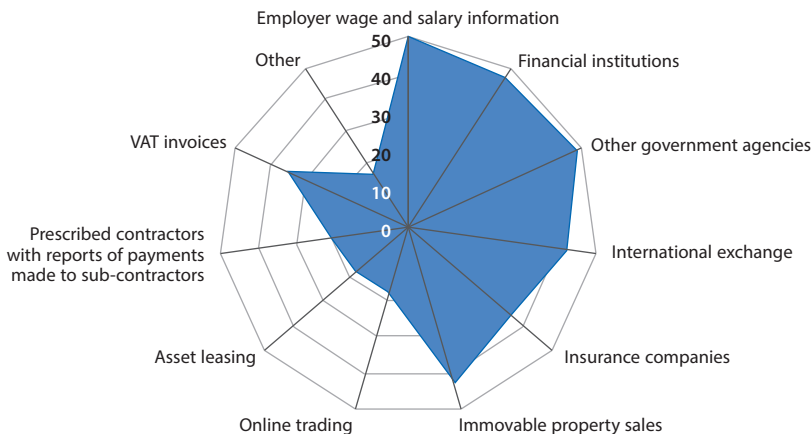 Employer wage and salary information
Financial institutions
Other government agencies
International exchange
Insurance companies
Immovable property sales
Online trading
Asset leasing
Prescribed contractors
with reports of payments
made to sub-contractors
VAT invoices
Other
50
40
30
20
10
0